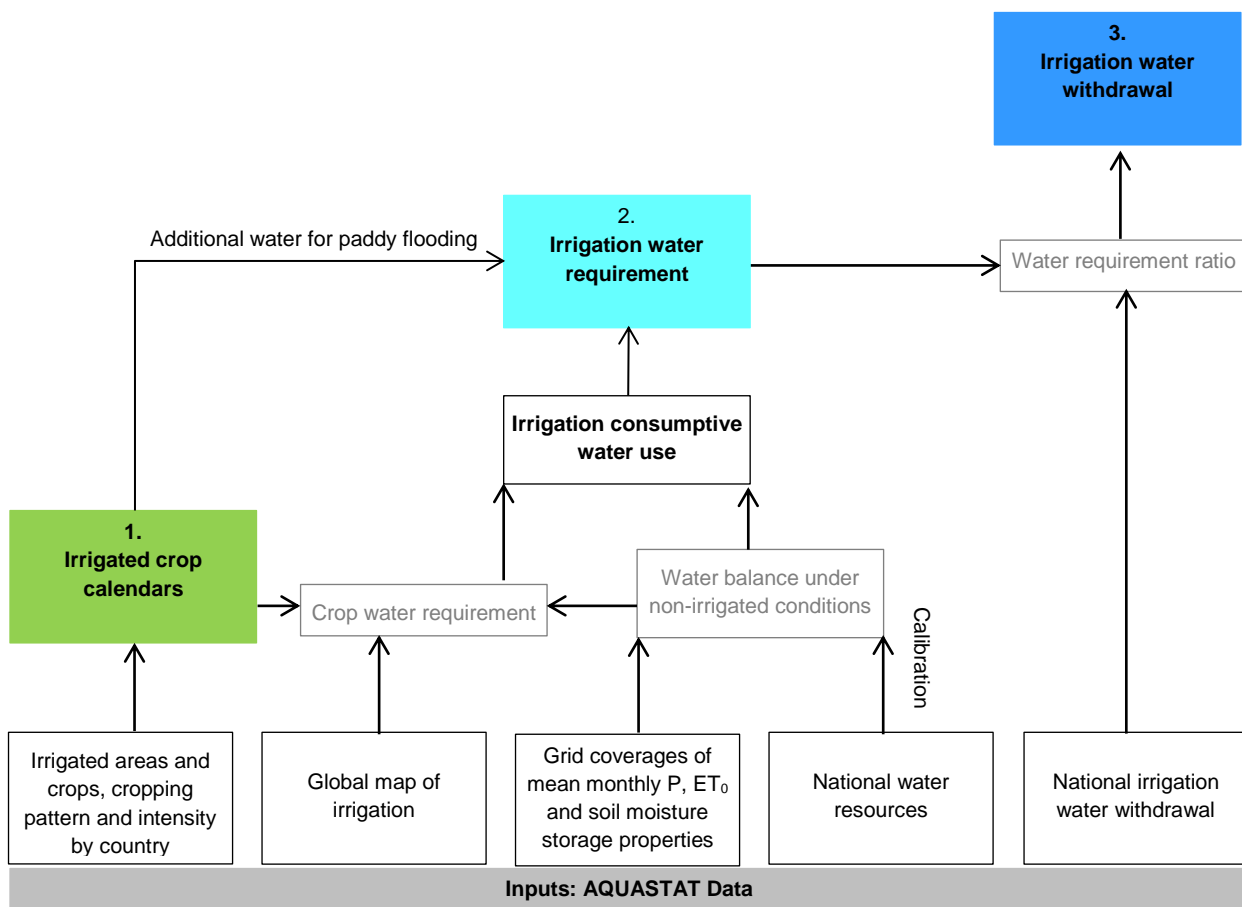 3.
Irrigation water
withdrawal
2.
Irrigation water
requirement
Additional water for paddy flooding
Water requirement ratio
Irrigation consumptive
water use
1.
Irrigated crop
calendars
Crop water requirement
Water balance under
non-irrigated conditions
Calibration
Irrigated areas and
crops, cropping
pattern and intensity
by country
Global map of
irrigation
Grid coverages of
mean monthly P, ET₀
and soil moisture
storage properties
National water
resources
National irrigation
water withdrawal
Inputs: AQUASTAT Data